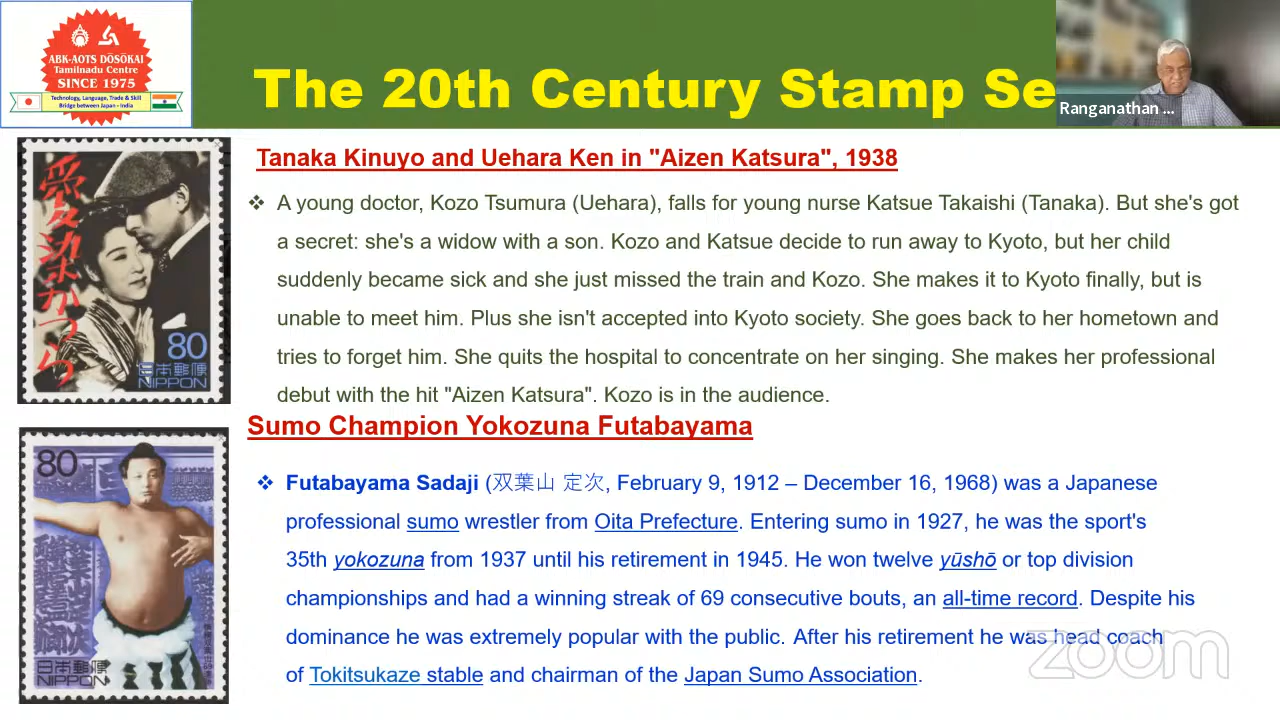 ABK-AOTS DŌSŌKAI
Tamilnadu Centre
SINCE 1975
Technology, Language, Trade & Skill
Bridge between Japan - India
The 20th Century Stamp Se
Ranganathan ...
愛染かつら
80
日本郵便
NIPPON
Tanaka Kinuyo and Uehara Ken in "Aizen Katsura", 1938
A young doctor, Kozo Tsumura (Uehara), falls for young nurse Katsue Takaishi (Tanaka). But she's got
a secret: she's a widow with a son. Kozo and Katsue decide to run away to Kyoto, but her child
suddenly became sick and she just missed the train and Kozo. She makes it to Kyoto finally, but is
unable to meet him. Plus she isn't accepted into Kyoto society. She goes back to her hometown and
tries to forget him. She quits the hospital to concentrate on her singing. She makes her professional
debut with the hit "Aizen Katsura". Kozo is in the audience.
Sumo Champion Yokozuna Futabayama
80
日本郵便
NIPPON
Futabayama Sadaji (双葉山 定次, February 9, 1912 – December 16, 1968) was a Japanese
professional sumo wrestler from Oita Prefecture. Entering sumo in 1927, he was the sport's
35th yokozuna from 1937 until his retirement in 1945. He won twelve yūshō or top division
championships and had a winning streak of 69 consecutive bouts, an all-time record. Despite his
dominance he was extremely popular with the public. After his retirement he was head coach
of Tokitsukaze stable and chairman of the Japan Sumo Association.
zoom